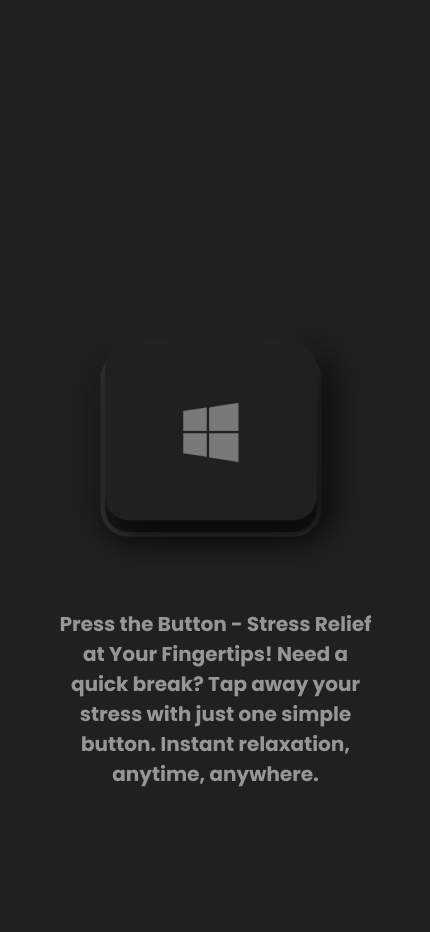 Press the Button - Stress Relief
at Your Fingertips! Need a
quick break? Tap away your
stress with just one simple
button. Instant relaxation,
anytime, anywhere.